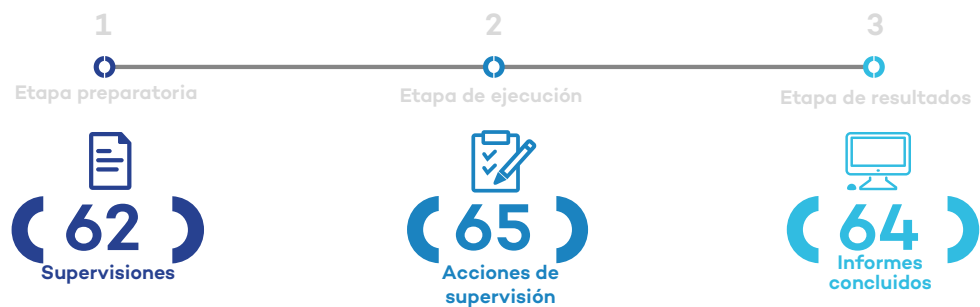 1
2
3
Etapa preparatoria
Etapa de ejecución
Etapa de resultados
62
Supervisiones
65
Acciones de
supervisión
64
Informes
concluidos